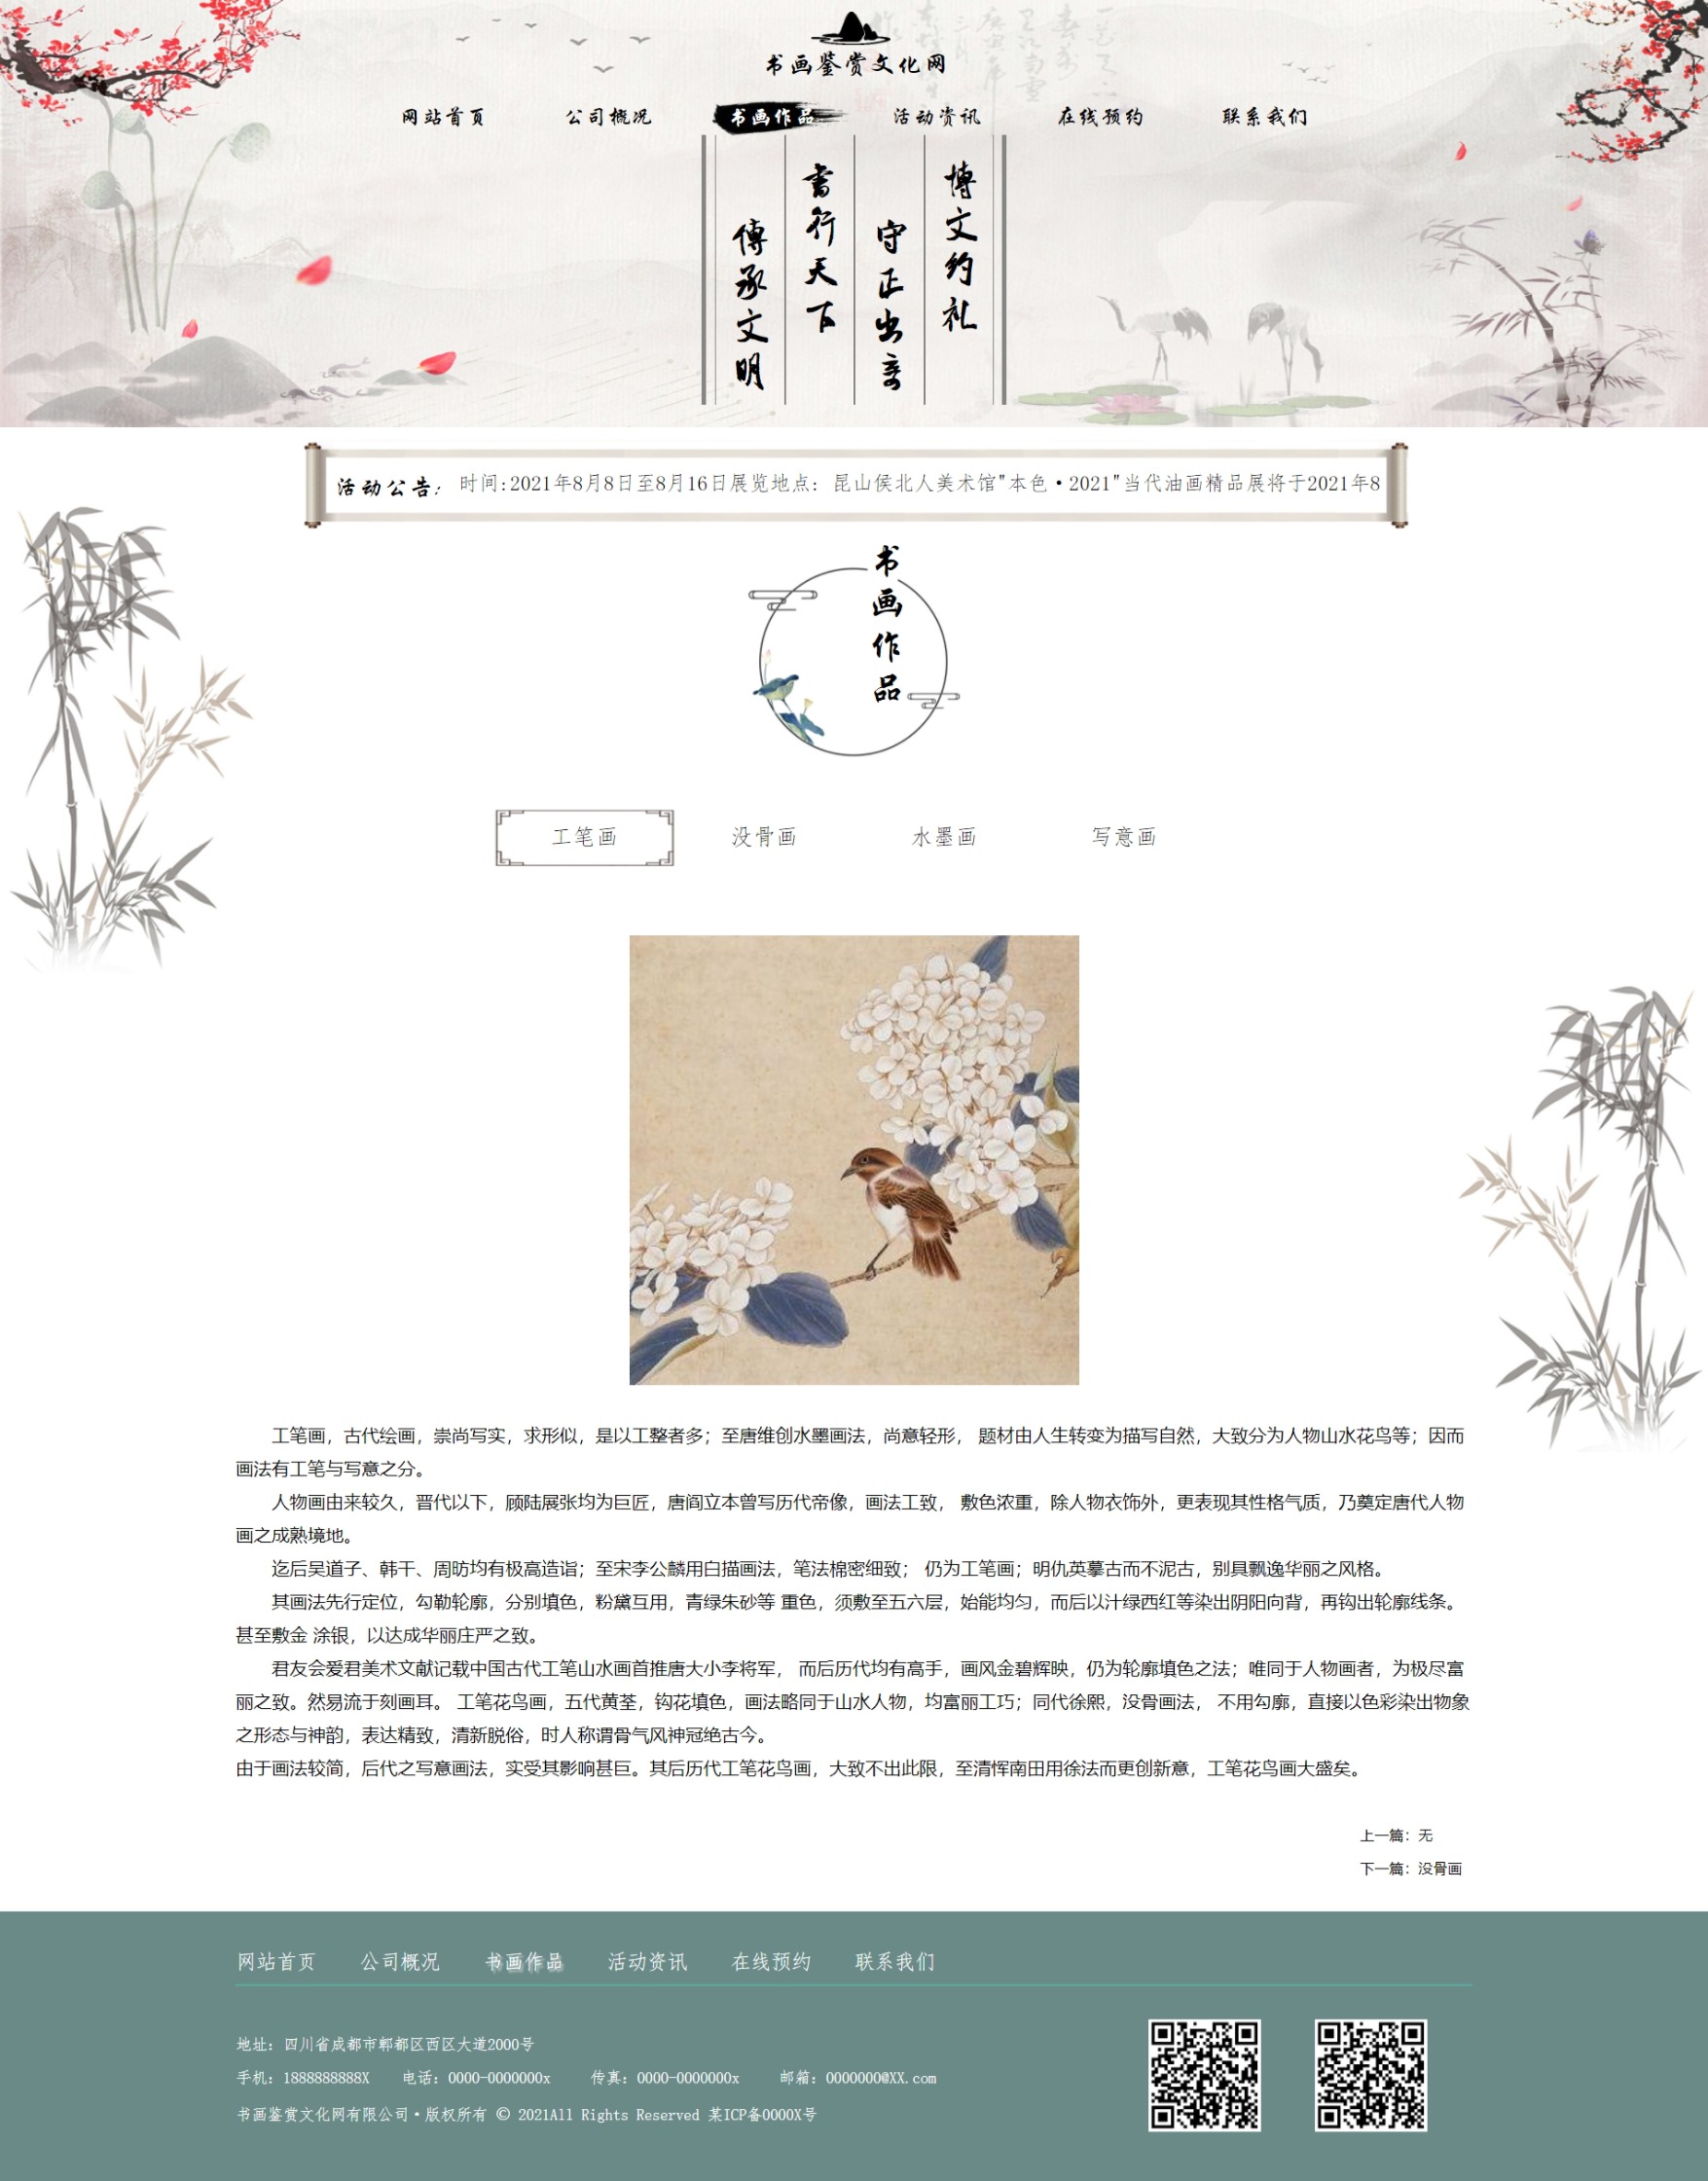 书画鉴赏文化网
网站首页 公司概况 书画作品 活动资讯 在线预约 联系我们
博文约礼
守正出奇
書行天下
傳承文明
活动公告: 时间:2021年8月8日至8月16日展览地点: 昆山侯北人美术馆"本色·2021"当代油画精品展将于2021年8
书画作品
工笔画 没骨画 水墨画 写意画
工笔画，古代绘画，崇尚写实，求形似，是以工整者多；至唐维创水墨画法，尚意轻形， 题材由人生转变为描写自然，大致分为人物山水花鸟等；因而
画法有工笔与写意之分。
人物画由来较久，晋代以下，顾陆展张均为巨匠，唐阎立本曾写历代帝像，画法工致， 敷色浓重，除人物衣饰外，更表现其性格气质，乃奠定唐代人物
画之成熟境地。
迄后吴道子、韩干、周昉均有极高造诣；至宋李公麟用白描画法，笔法棉密细致； 仍为工笔画；明仇英摹古而不泥古，别具飘逸华丽之风格。
其画法先行定位，勾勒轮廓，分别填色，粉黛互用，青绿朱砂等 重色，须敷至五六层，始能均匀，而后以汁绿西红等染出阴阳向背，再钩出轮廓线条。
甚至敷金 涂银，以达成华丽庄严之致。
君友会爱君美术文献记载中国古代工笔山水画首推唐大小李将军， 而后历代均有高手，画风金碧辉映，仍为轮廓填色之法；唯同于人物画者，为极尽富
丽之致。然易流于刻画耳。 工笔花鸟画，五代黄荃，钩花填色，画法略同于山水人物，均富丽工巧；同代徐熙，没骨画法， 不用勾廓，直接以色彩染出物象
之形态与神韵，表达精致，清新脱俗，时人称谓骨气风神冠绝古今。
由于画法较简，后代之写意画法，实受其影响甚巨。其后历代工笔花鸟画，大致不出此限，至清恽南田用徐法而更创新意，工笔花鸟画大盛矣。
上一篇：无
下一篇：没骨画
网站首页 公司概况 书画作品 活动资讯 在线预约 联系我们
地址：四川省成都市郫都区西区大道2000号
手机：1888888888X 电话：0000-0000000x 传真：0000-0000000x 邮箱：0000000@XX.com
书画鉴赏文化网有限公司·版权所有 © 2021All Rights Reserved 某ICP备0000X号